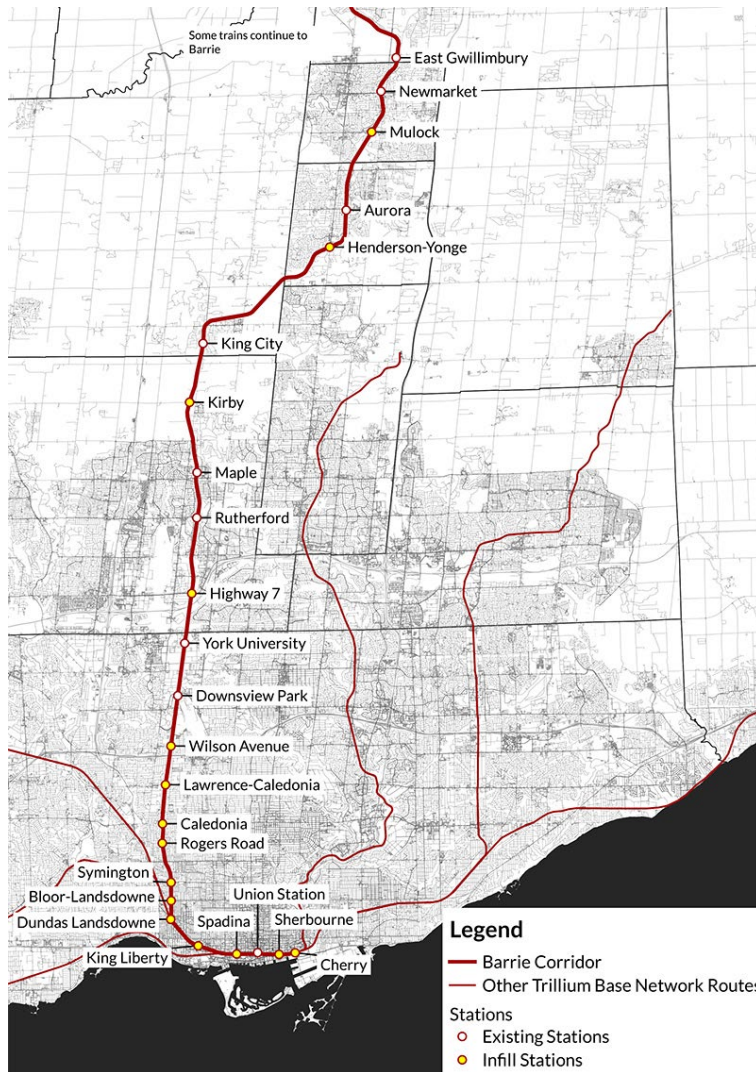 Some trains continue to
Barrie
East Gwillimbury
Newmarket
Mulock
Aurora
Henderson-Yonge
King City
Kirby
Maple
Rutherford
Highway 7
York University
Downsview Park
Wilson Avenue
Lawrence-Caledonia
Caledonia
Rogers Road
Symington
Bloor-Landsdowne
Dundas Landsdowne
King Liberty
Spadina
Union Station
Sherbourne
Cherry
Legend
Barrie Corridor
Other Trillium Base Network Routes
Stations
Existing Stations
Infill Stations